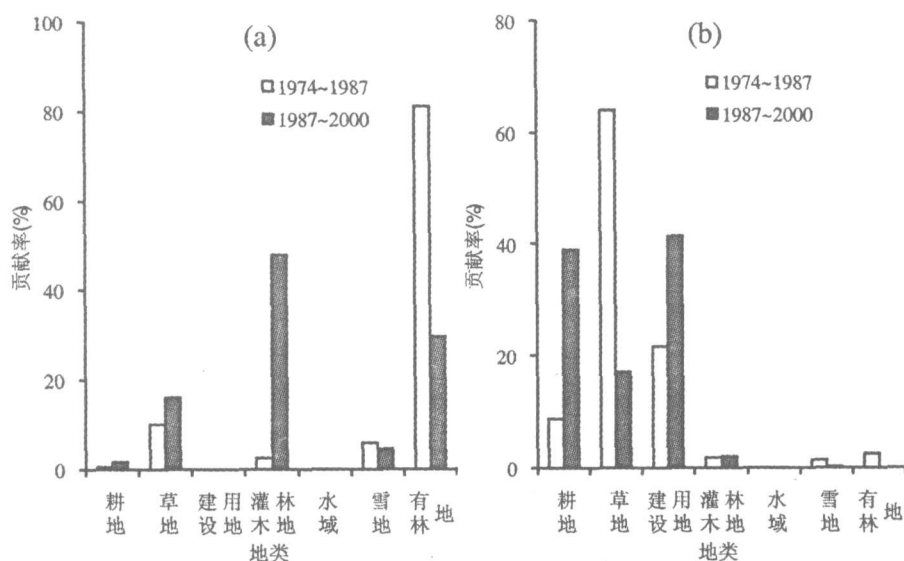 (a)
□1974~1987
■1987~2000
100
80
60
40
20
0
贡献率(%)
耕地
草地
建设用地
灌木林地
水域
雪地
有林地
地类
(b)
□1974~1987
■1987~2000
80
60
40
20
0
贡献率(%)
耕地
草地
建设用地
灌木林地
水域
雪地
有林地
地类